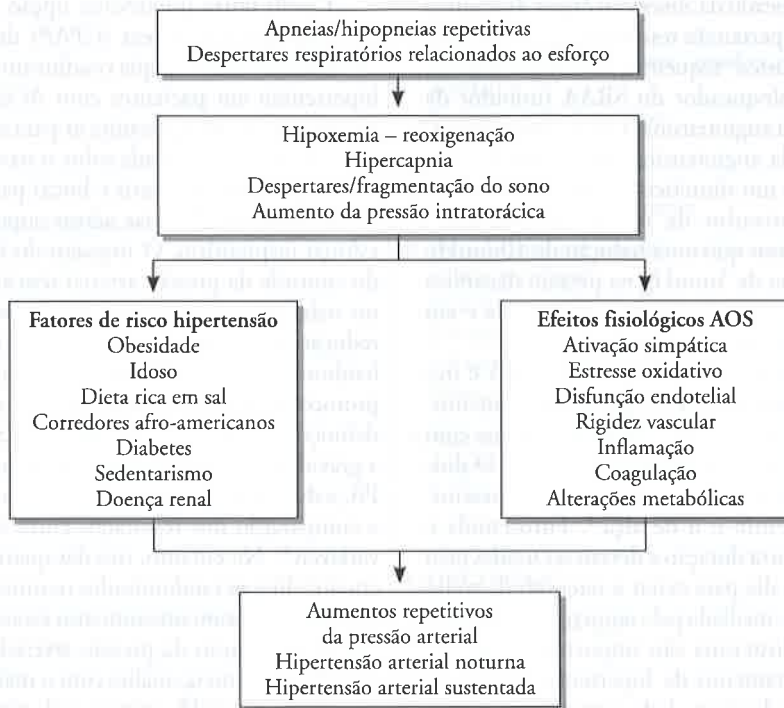 Apneias/hipopneias repetitivas
Despertares respiratórios relacionados ao esforço
Hipoxemia – reoxigenação
Hipercapnia
Despertares/fragmentação do sono
Aumento da pressão intratorácica
Fatores de risco hipertensão
Obesidade
Idoso
Dieta rica em sal
Corredores afro-americanos
Diabetes
Sedentarismo
Doença renal
Efeitos fisiológicos AOS
Ativação simpática
Estresse oxidativo
Disfunção endotelial
Rigidez vascular
Inflamação
Coagulação
Alterações metabólicas
Aumentos repetitivos
da pressão arterial
Hipertensão arterial noturna
Hipertensão arterial sustentada